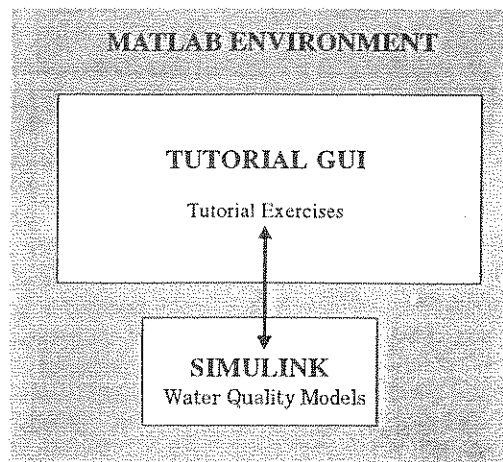 MATLAB ENVIRONMENT
TUTORIAL GUI
Tutorial Exercises
SIMULINK
Water Quality Models